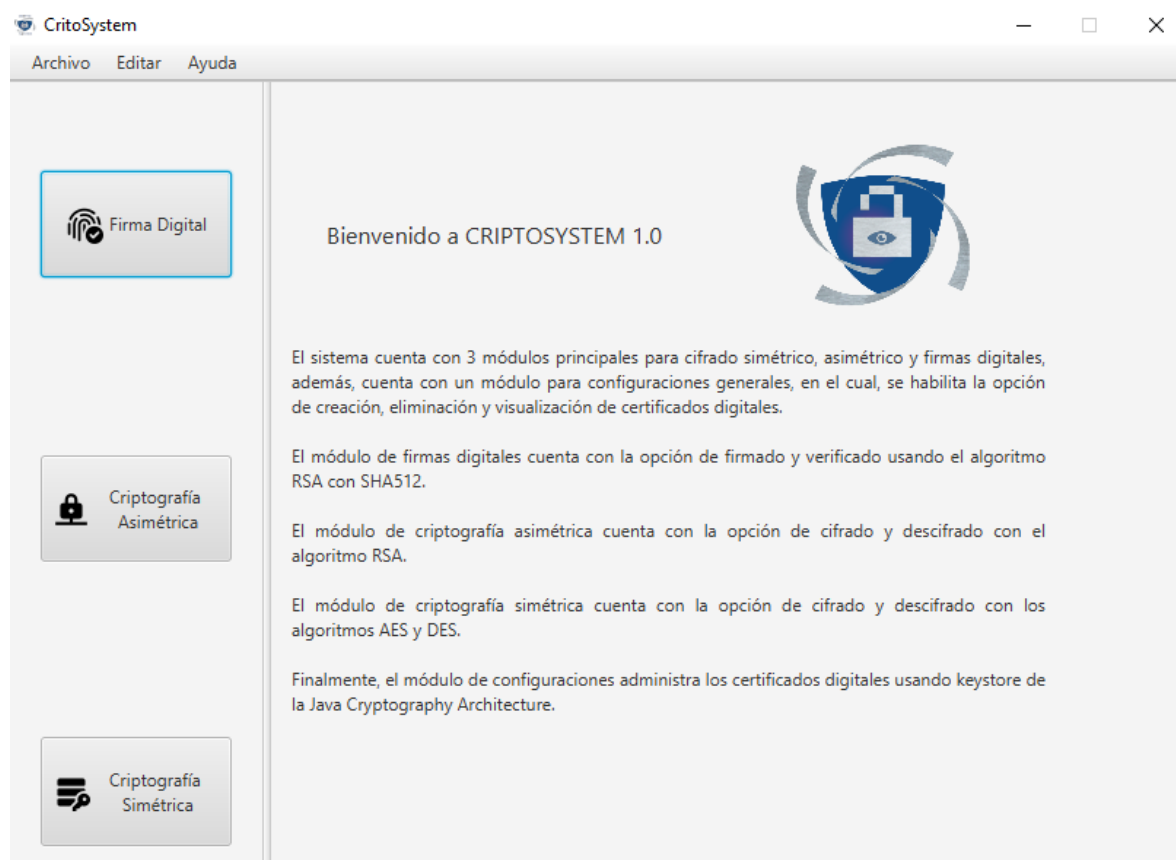 CritoSystem
Archivo Editar Ayuda
Firma Digital
Bienvenido a CRIPTOSYSTEM 1.0
El sistema cuenta con 3 módulos principales para cifrado simétrico, asimétrico y firmas digitales,
además, cuenta con un módulo para configuraciones generales, en el cual, se habilita la opción
de creación, eliminación y visualización de certificados digitales.
El módulo de firmas digitales cuenta con la opción de firmado y verificado usando el algoritmo
RSA con SHA512.
Criptografía
Asimétrica
El módulo de criptografía asimétrica cuenta con la opción de cifrado y descifrado con el
algoritmo RSA.
El módulo de criptografía simétrica cuenta con la opción de cifrado y descifrado con los
algoritmos AES y DES.
Finalmente, el módulo de configuraciones administra los certificados digitales usando keystore de
la Java Cryptography Architecture.
Criptografía
Simétrica